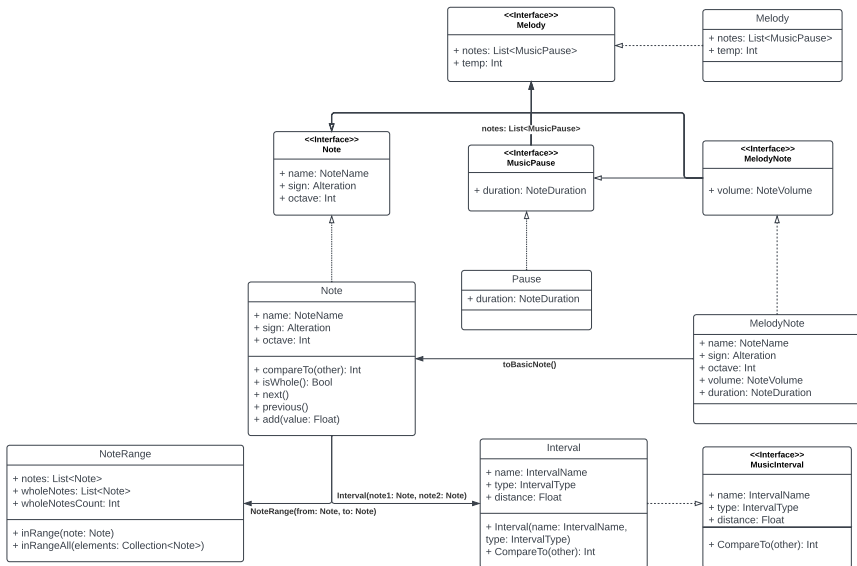 <<Interface>>
Melody
+ notes: List<MusicPause>
+ temp: Int
Melody
+ notes: List<MusicPause>
+ temp: Int
notes: List<MusicPause>
<<Interface>>
Note
+ name: NoteName
+ sign: Alteration
+ octave: Int
<<Interface>>
MusicPause
+ duration: NoteDuration
<<Interface>>
MelodyNote
+ volume: NoteVolume
Note
+ name: NoteName
+ sign: Alteration
+ octave: Int
+ compareTo(other): Int
+ isWhole(): Bool
+ next()
+ previous()
+ add(value: Float)
Pause
+ duration: NoteDuration
MelodyNote
+ name: NoteName
+ sign: Alteration
+ octave: Int
+ volume: NoteVolume
+ duration: NoteDuration
toBasicNote()
NoteRange
+ notes: List<Note>
+ wholeNotes: List<Note>
+ wholeNotesCount: Int
+ inRange(note: Note)
+ inRangeAll(elements: Collection<Note>)
Interval(note1: Note, note2: Note)
NoteRange(from: Note, to: Note)
Interval
+ name: IntervalName
+ type: IntervalType
+ distance: Float
+ Interval(name: IntervalName,
type: IntervalType)
+ CompareTo(other): Int
<<Interface>>
MusicInterval
+ name: IntervalName
+ type: IntervalType
+ distance: Float
+ CompareTo(other): Int